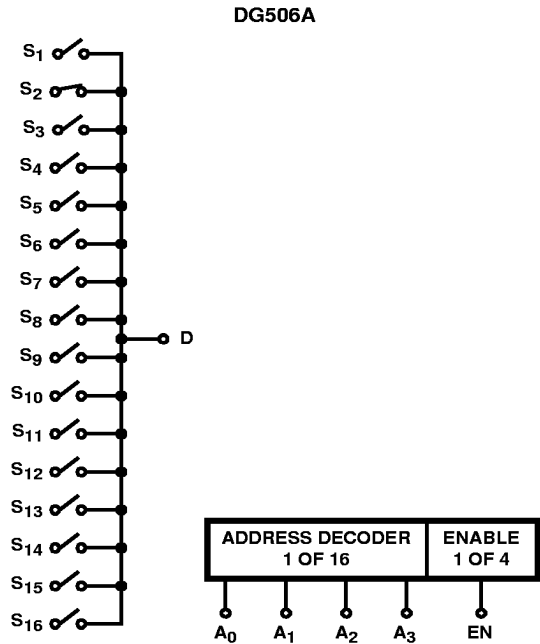 DG506A
S1
S2
S3
S4
S5
S6
S7
S8
D
S9
S10
S11
S12
S13
S14
S15
S16
ADDRESS DECODER
1 OF 16
ENABLE
1 OF 4
A0 A1 A2 A3 EN